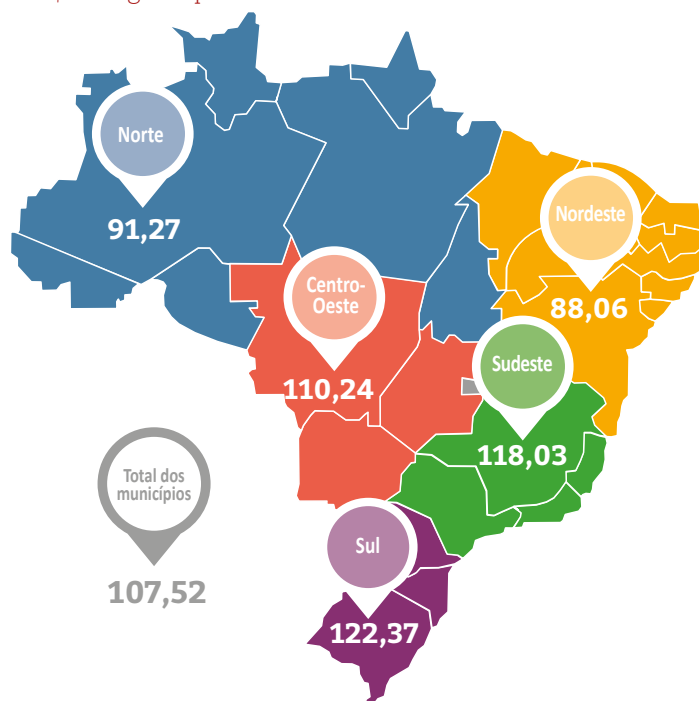 Norte
91,27
Nordeste
88,06
Centro-
Oeste
110,24
Sudeste
118,03
Total dos
municípios
107,52
Sul
122,37